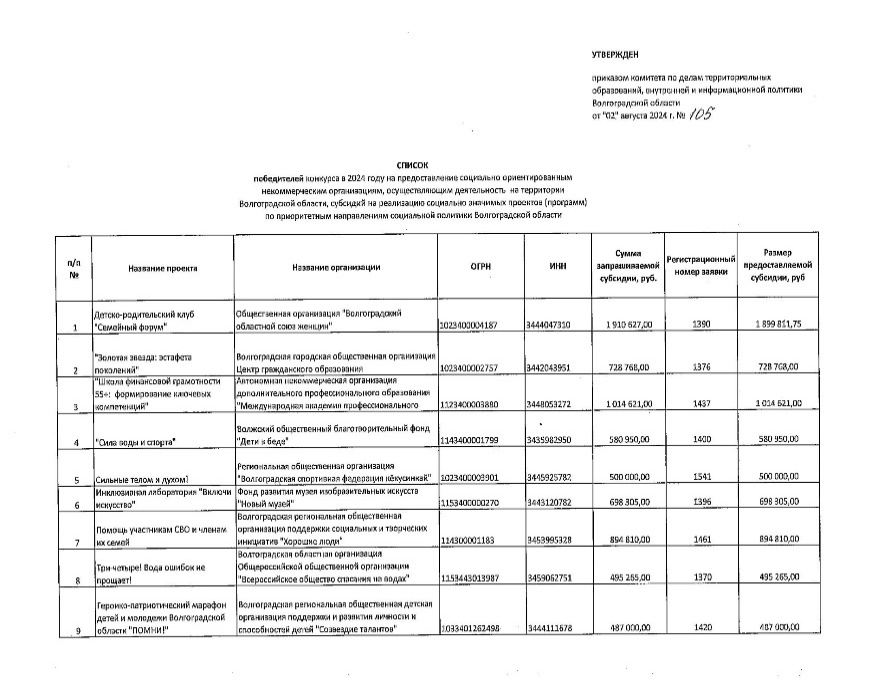 УТВЕРЖДЕН
приказом комитета по делам территориальных
образований, внутренней и информационной политики
Волгоградской области
от "02" августа 2024 г. № 105
СПИСОК
победителей конкурса в 2024 году на предоставление социально ориентированным
некоммерческим организациям, осуществляющим деятельность на территории
Волгоградской области, субсидий на реализацию социально значимых проектов (программ)
по приоритетным направлениям социальной политики Волгоградской области
п/п № Название проекта Название организации ОГРН ИНН Сумма запрашиваемой субсидии, руб. Регистрационный номер заявки Размер предоставляемой субсидии, руб
Детско-родительский клуб Общественная организация "Волгоградский
1 "Семейный форум" областной союз женщин" 1023400004187 3444047310 1 910 627,00 1390 1 899 811,75
"Золотая звезда: эстафета Волгоградская городская общественная организация
2 поколений" Центр гражданского образования 1023400002757 3442043951 728 768,00 1376 728 768,00
"Школа финансовой грамотности Автономная некоммерческая организация
55+: формирование ключевых дополнительного профессионального образования
3 компетенций" "Международная академия профессионального 1123400003880 3448053272 1 014 621,00 1437 1 014 621,00
Волжский общественный благотворительный фонд
4 "Сила воды и спорта" "Дети в беде" 1143400001799 3435982950 580 950,00 1400 580 950,00
Региональная общественная организация
5 Сильные телом и духом! "Волгоградская спортивная федерация кёкусинкай" 1023400003901 3445925782 500 000,00 1541 500 000,00
Инклюзивная лаборатория "Включи Фонд развития музея изобразительных искусств
6 искусство" "Новый музей" 1153400000270 3443120782 698 305,00 1396 698 305,00
Волгоградская региональная общественная
Помощь участникам СВО и членам организация поддержки социальных и творческих
7 их семей инициатив "Хорошие люди" 114300001183 3453995328 894 810,00 1461 894 810,00
Волгоградская областная организация
Три-четыре! Вода ошибок не Общероссийской общественной организации
8 прощает! "Всероссийское общество спасания на водах" 1153443013987 3459062751 495 265,00 1370 495 265,00
Героико-патриотический марафон Волгоградская региональная общественная детская
детей и молодежи Волгоградской организация поддержки и развития личности и
9 области "ПОМНИ!" способностей детей "Созвездие талантов" 1033401262498 3444111678 487 000,00 1420 487 000,00